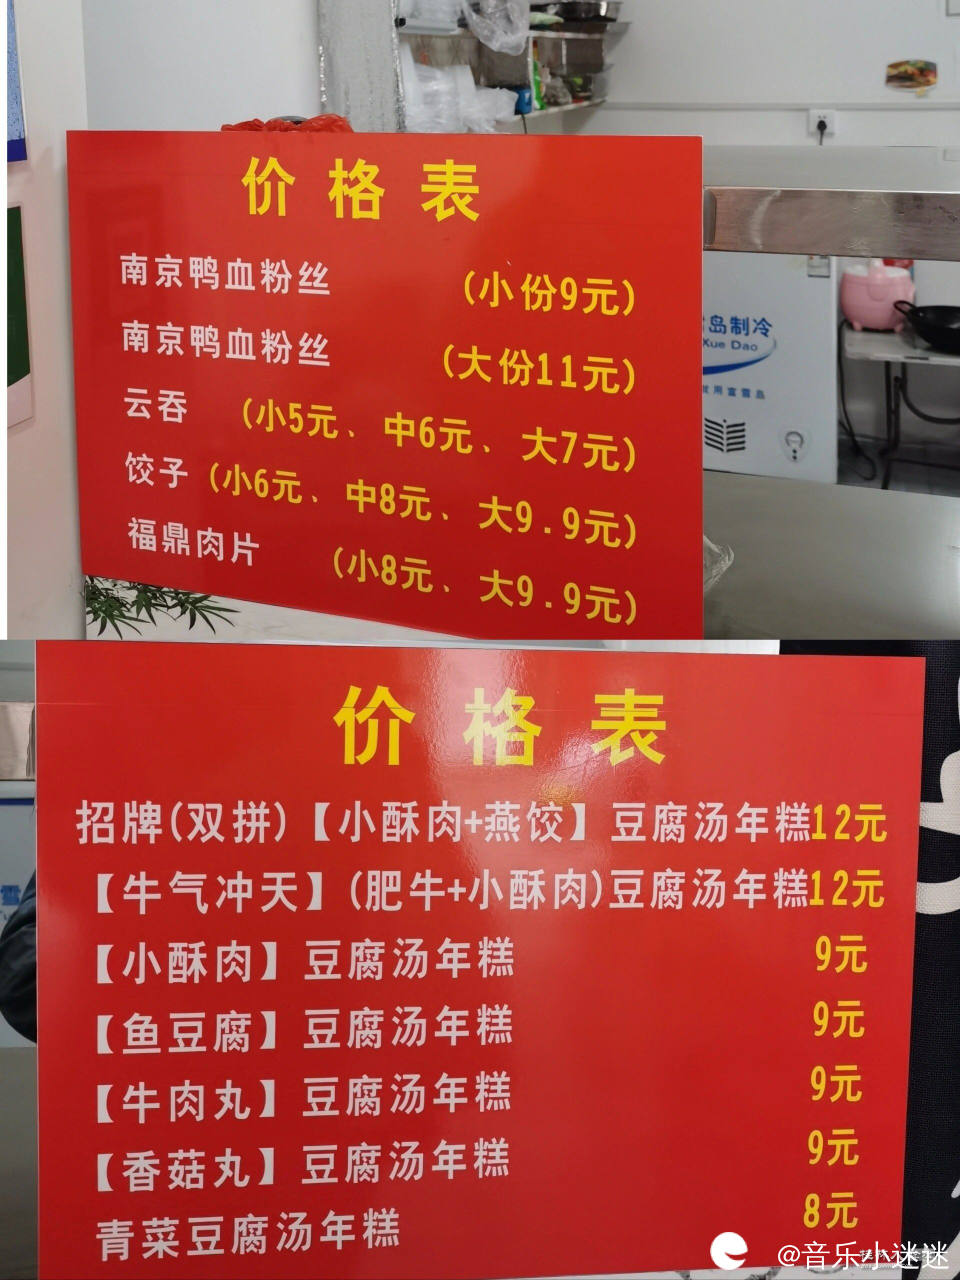 价格表
南京鸭血粉丝 (小份9元)
南京鸭血粉丝 (大份11元)
云吞 (小5元、中6元、大7元)
饺子(小6元、中8元、大9.9元)
福鼎肉片 (小8元、大9.9元)
岛制冷
Xue Dao
价格表
招牌(双拼)【小酥肉+燕饺】豆腐汤年糕12元
【牛气冲天】(肥牛+小酥肉)豆腐汤年糕12元
【小酥肉】豆腐汤年糕 9元
【鱼豆腐】豆腐汤年糕 9元
【牛肉丸】豆腐汤年糕 9元
【香菇丸】豆腐汤年糕 9元
青菜豆腐汤年糕 8元
@音乐小迷迷